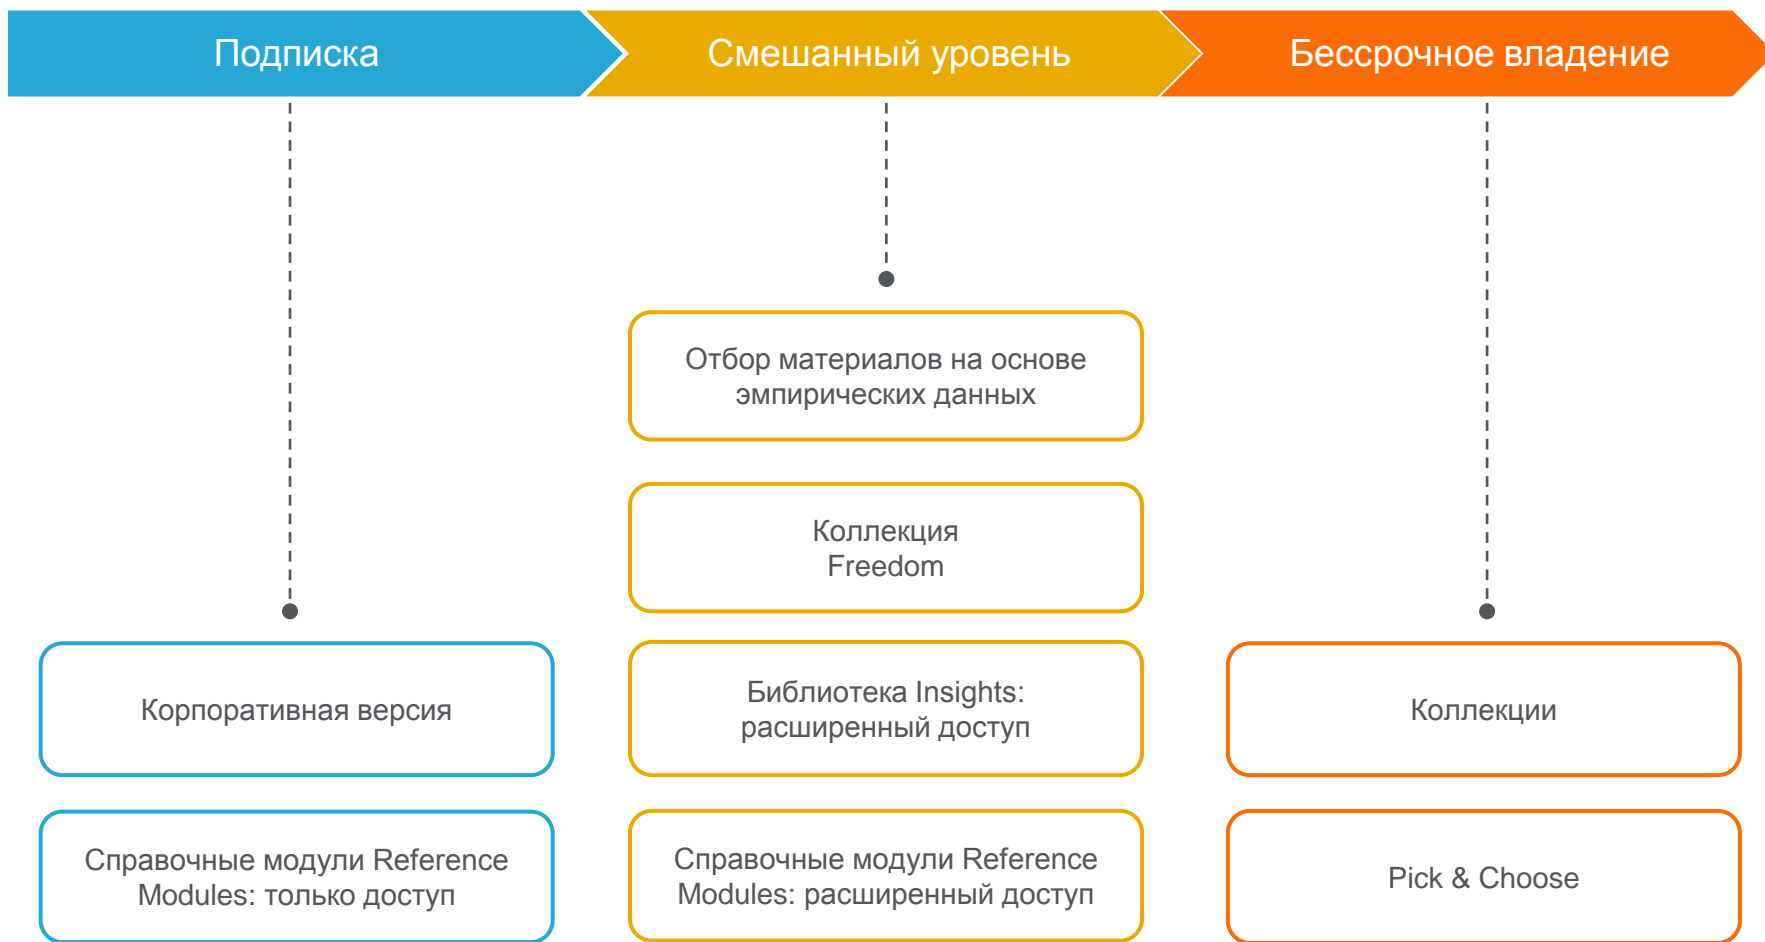 Подписка
Смешанный уровень
Бессрочное владение
Отбор материалов на основе
эмпирических данных
Коллекция
Freedom
Корпоративная версия
Библиотека Insights:
расширенный доступ
Коллекции
Справочные модули Reference
Modules: только доступ
Справочные модули Reference
Modules: расширенный доступ
Pick & Choose